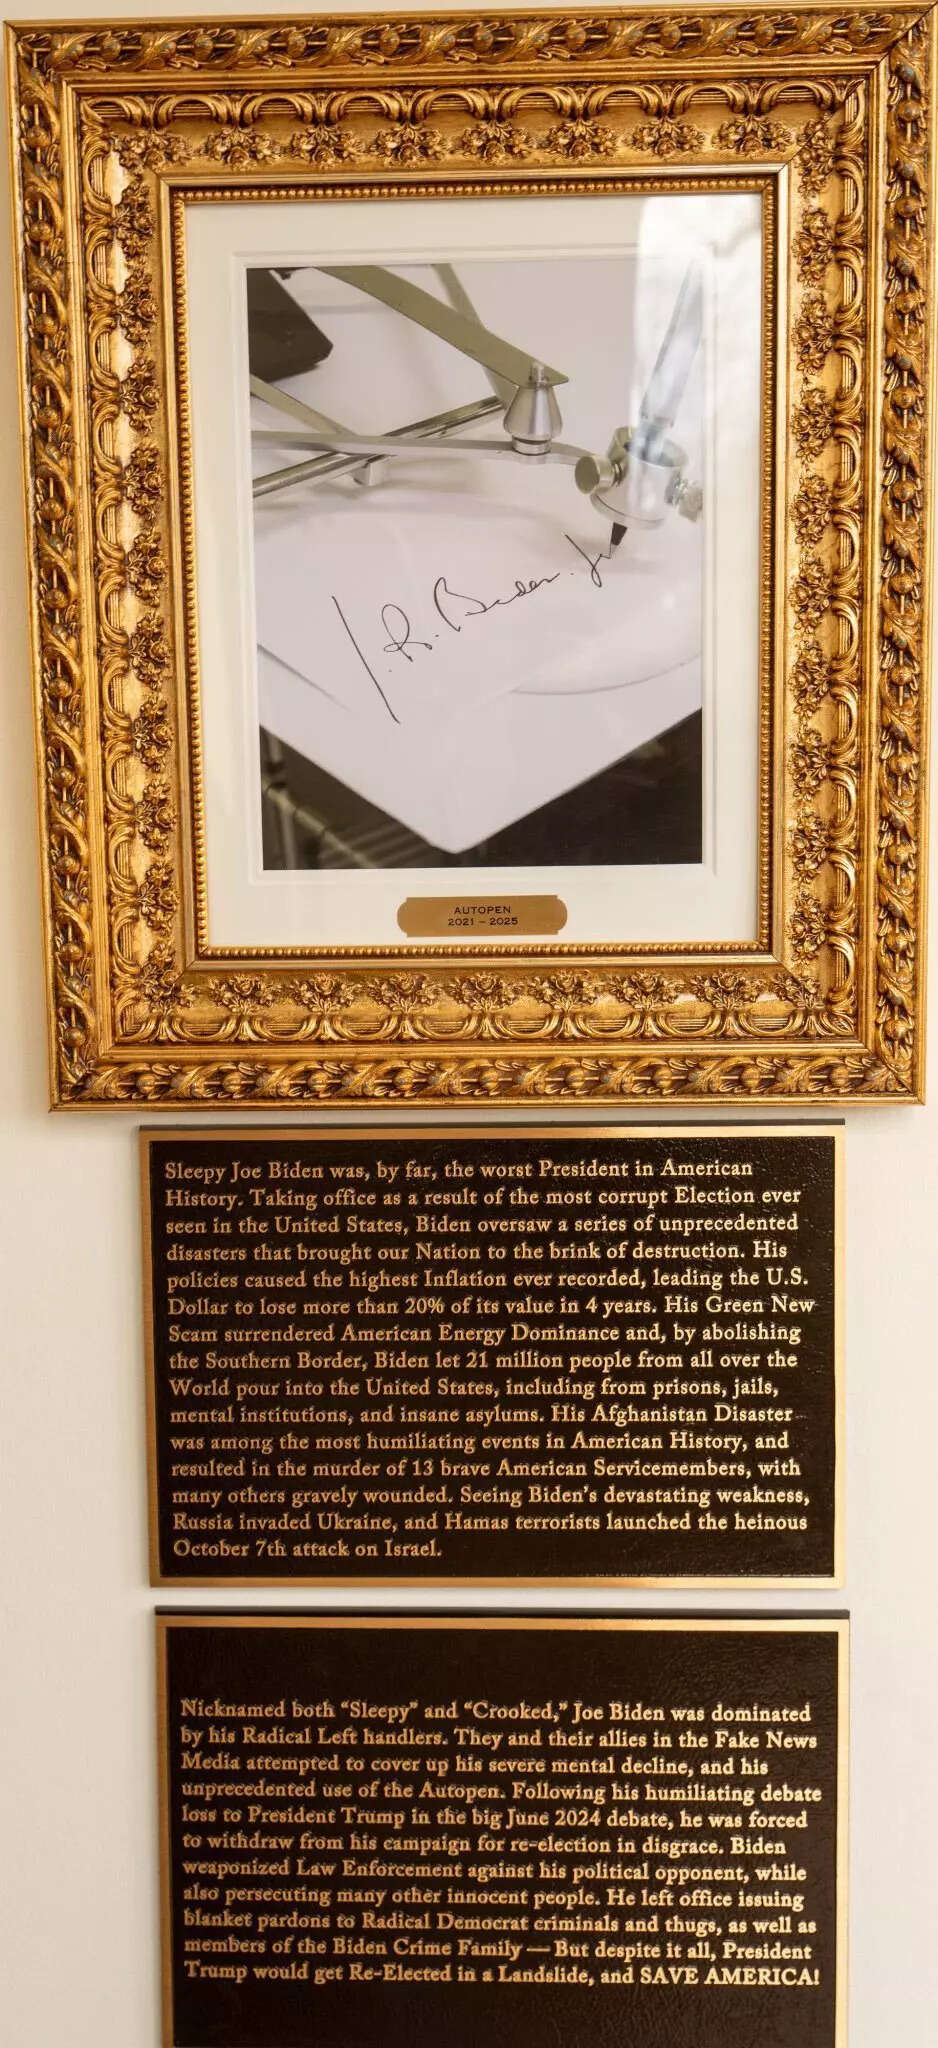 J. R. Biden. Jr
AUTOPEN
2021 – 2025
Sleepy Joe Biden was, by far, the worst President in American
History. Taking office as a result of the most corrupt Election ever
seen in the United States, Biden oversaw a series of unprecedented
disasters that brought our Nation to the brink of destruction. His
policies caused the highest Inflation ever recorded, leading the U.S.
Dollar to lose more than 20% of its value in 4 years. His Green New
Scam surrendered American Energy Dominance and, by abolishing
the Southern Border, Biden let 21 million people from all over the
World pour into the United States, including from prisons, jails,
mental institutions, and insane asylums. His Afghanistan Disaster
was among the most humiliating events in American History, and
resulted in the murder of 13 brave American Servicemembers, with
many others gravely wounded. Seeing Biden's devastating weakness,
Russia invaded Ukraine, and Hamas terrorists launched the heinous
October 7th attack on Israel.
Nicknamed both “Sleepy” and “Crooked,” Joe Biden was dominated
by his Radical Left handlers. They and their allies in the Fake News
Media attempted to cover up his severe mental decline, and his
unprecedented use of the Autopen. Following his humiliating debate
loss to President Trump in the big June 2024 debate, he was forced
to withdraw from his campaign for re-election in disgrace. Biden
weaponized Law Enforcement against his political opponent, while
also persecuting many other innocent people. He left office issuing
blanket pardons to Radical Democrat criminals and thugs, as well as
members of the Biden Crime Family — But despite it all, President
Trump would get Re-Elected in a Landslide, and SAVE AMERICA!